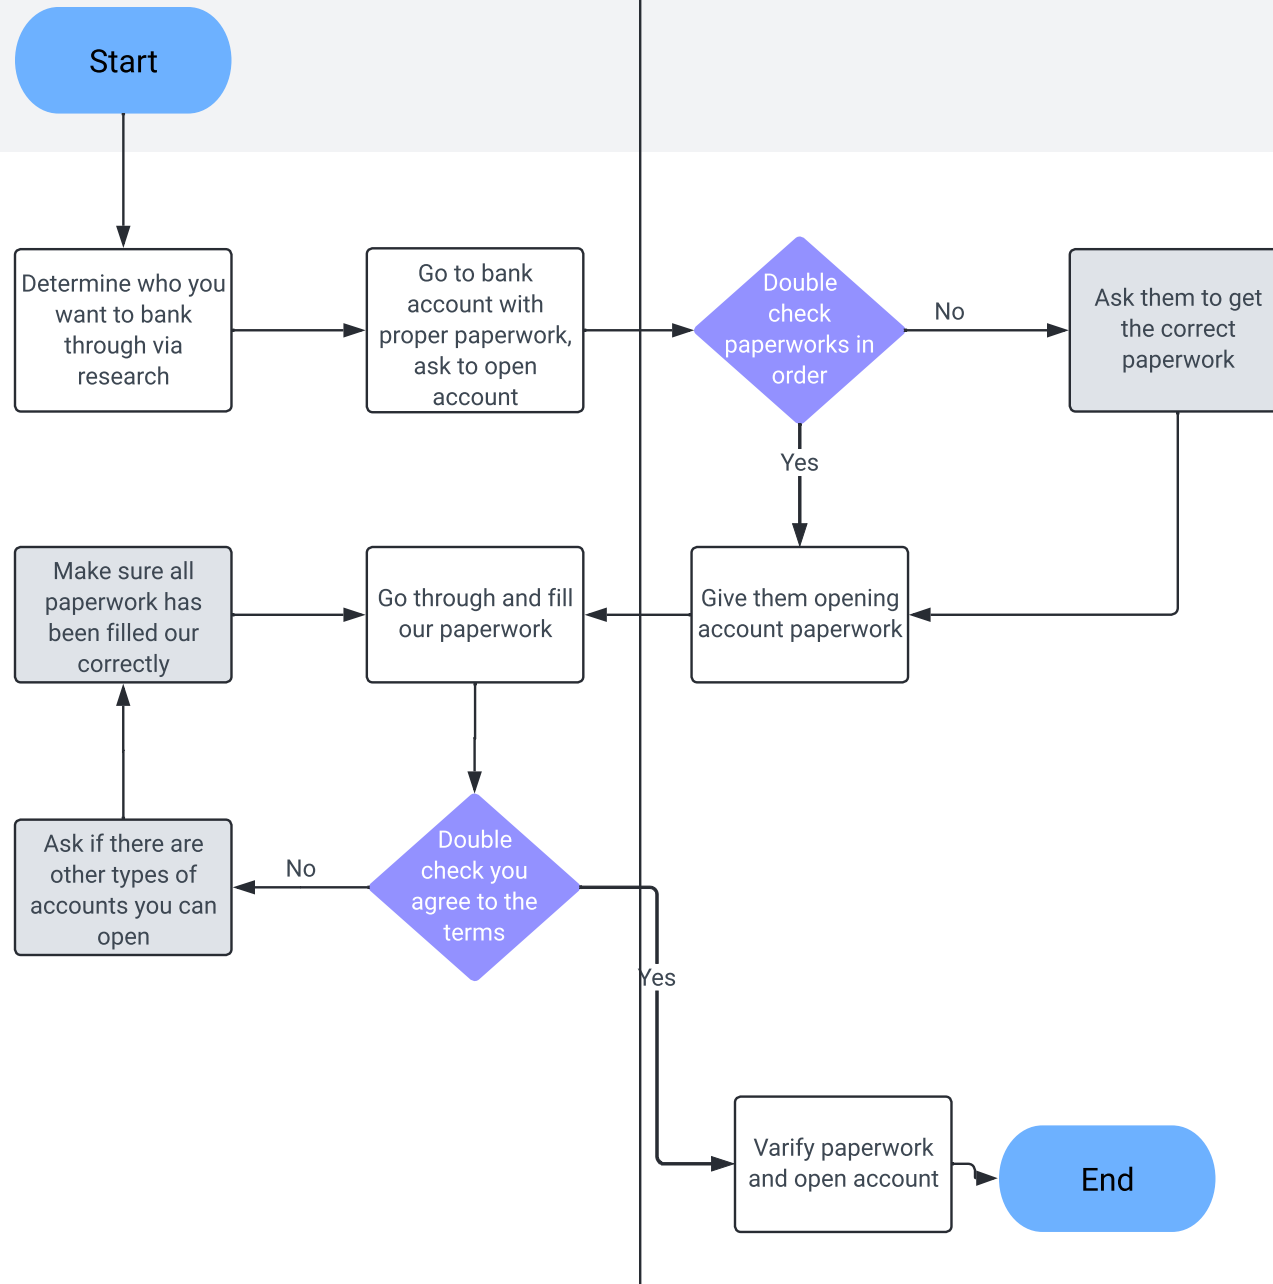 Start
Determine who you
want to bank
through via
research
Go to bank
account with
proper paperwork,
ask to open
account
Double
check
paperworks in
order
No
Ask them to get
the correct
paperwork
Yes
Make sure all
paperwork has
been filled our
correctly
Go through and fill
our paperwork
Give them opening
account paperwork
Ask if there are
other types of
accounts you can
open
No
Double
check you
agree to the
terms
Yes
Varify paperwork
and open account
End